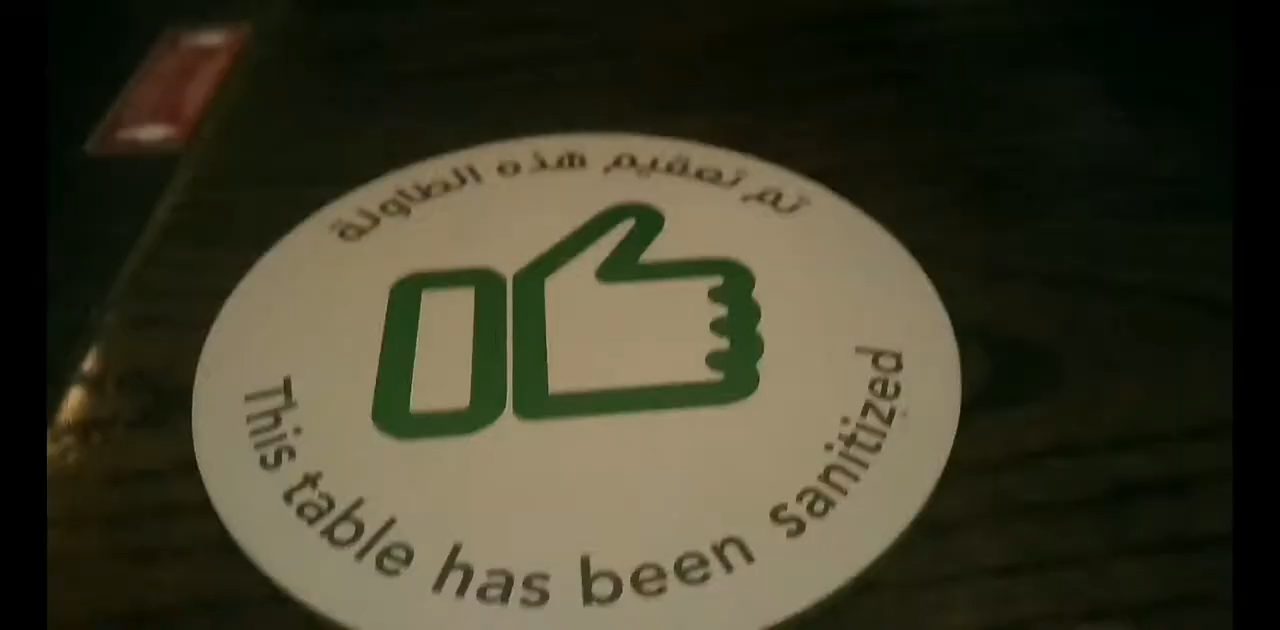 تم تعقيم هذه الطاولة
This table has been sanitized